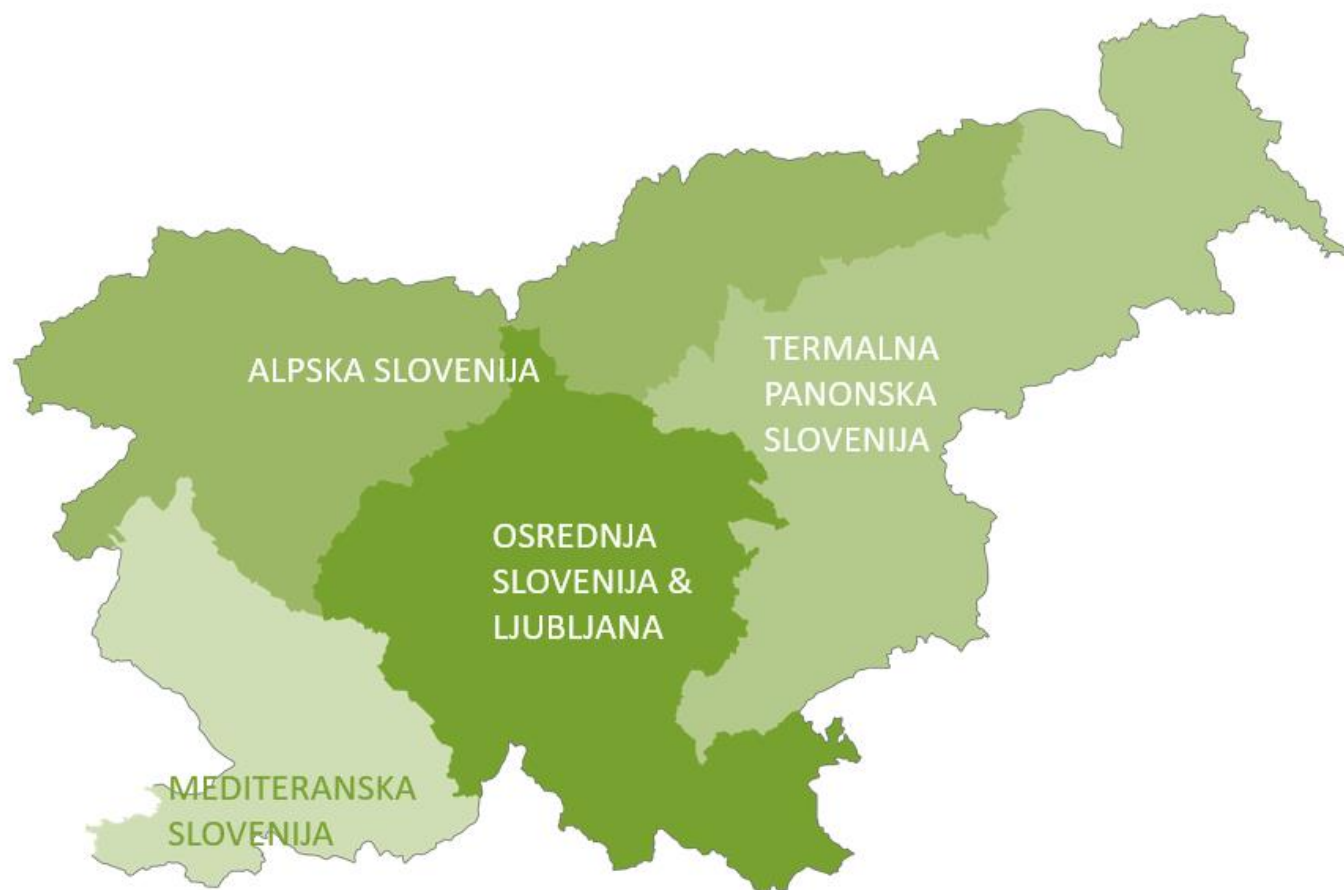 ALPSKA SLOVENIJA
TERMALNA
PANONSKA
SLOVENIJA
OSREDNJA
SLOVENIJA &
LJUBLJANA
MEDITERANSKA
SLOVENIJA